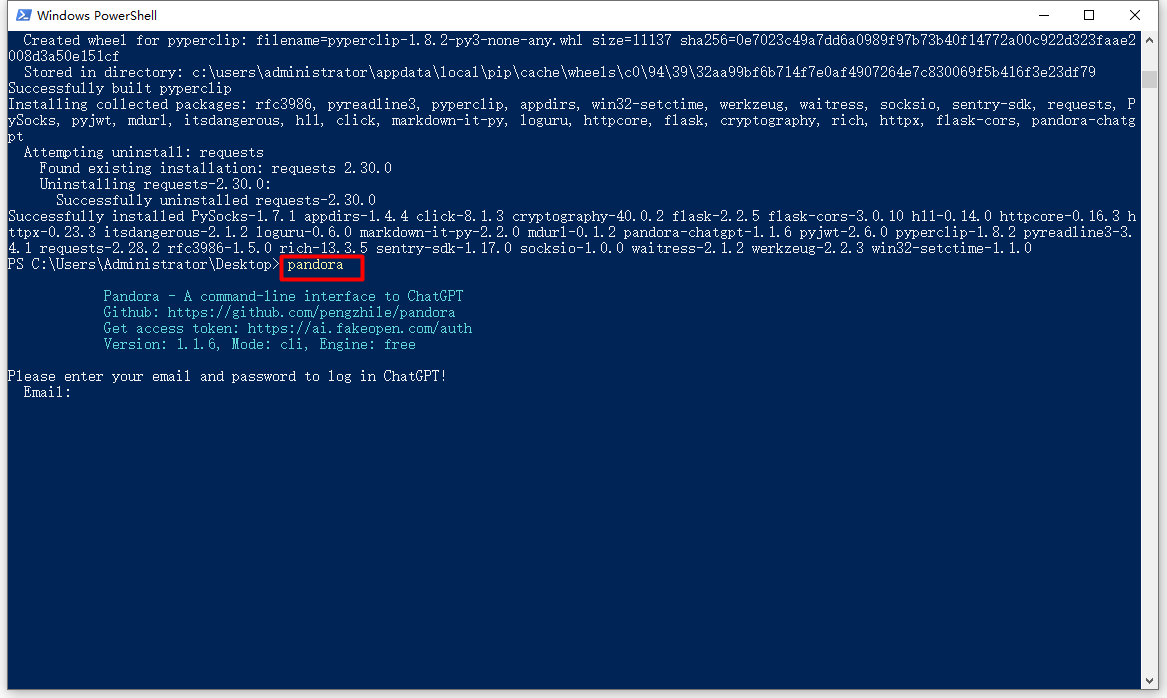 Windows PowerShell
Created wheel for pyperclip: filename=pyperclip-1.8.2-py3-none-any.whl size=11137 sha256=0e7023c49a7dd6a0989f97b73b40f14772a00c922d323faae2
008d3a50e151cf
Stored in directory: c:\users\administrator\appdata\local\pip\cache\wheels\c0\94\39\32aa99bf6b714f7e0af4907264e7c830069f5b416f3e23df79
Successfully built pyperclip
Installing collected packages: rfc3986, pyreadline3, pyperclip, appdirs, win32-setctime, werkzeug, waitress, socksio, sentry-sdk, requests, P
ySocks, pyjwt, mdurl, itsdangerous, hll, click, markdown-it-py, loguru, httpcore, flask, cryptography, rich, httpx, flask-cors, pandora-chatg
pt
Attempting uninstall: requests
Found existing installation: requests 2.30.0
Uninstalling requests-2.30.0:
Successfully uninstalled requests-2.30.0
Successfully installed PySocks-1.7.1 appdirs-1.4.4 click-8.1.3 cryptography-40.0.2 flask-2.2.5 flask-cors-3.0.10 hll-0.14.0 httpcore-0.16.3 h
ttpx-0.23.3 itsdangerous-2.1.2 loguru-0.6.0 markdown-it-py-2.2.0 mdurl-0.1.2 pandora-chatgpt-1.1.6 pyjwt-2.6.0 pyperclip-1.8.2 pyreadline3-3.
4.1 requests-2.28.2 rfc3986-1.5.0 rich-13.3.5 sentry-sdk-1.17.0 socksio-1.0.0 waitress-2.1.2 werkzeug-2.2.3 win32-setctime-1.1.0
PS C:\Users\Administrator\Desktop> pandora
Pandora - A command-line interface to ChatGPT
Github: https://github.com/pengzhile/pandora
Get access token: https://ai.fakeopen.com/auth
Version: 1.1.6, Mode: cli, Engine: free
Please enter your email and password to log in ChatGPT!
Email: